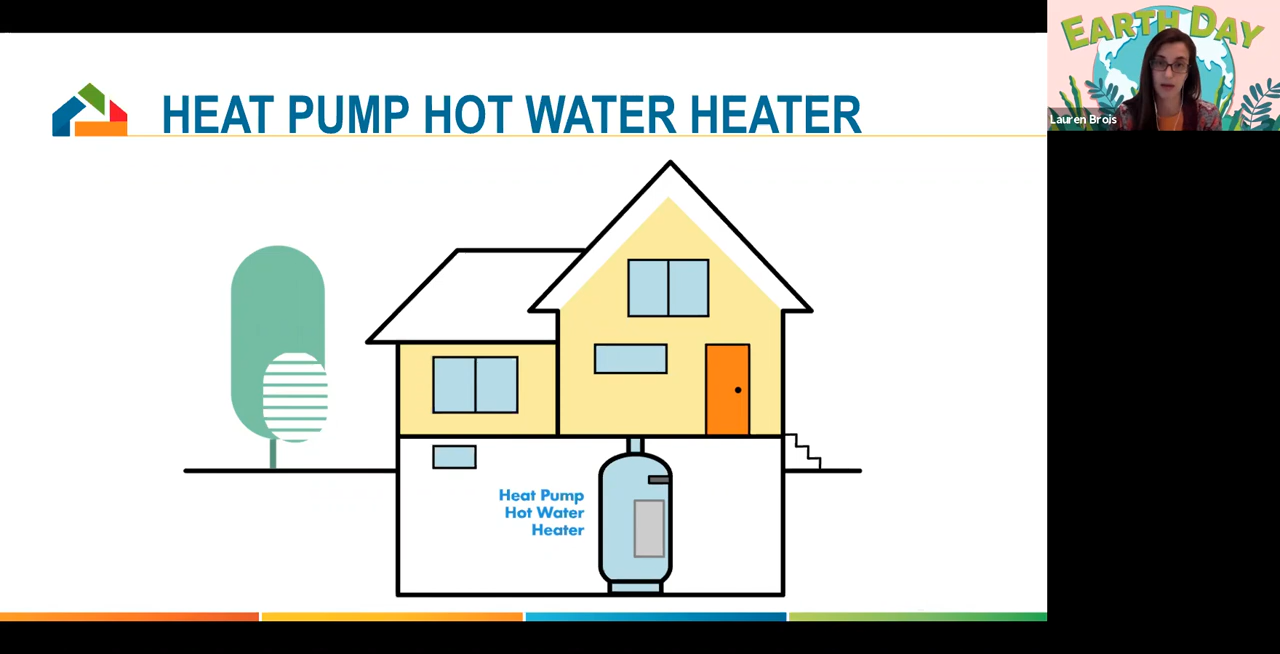 HEAT PUMP HOT WATER HEATER
Heat Pump
Hot Water
Heater
EARTH DAY
Lauren Brois